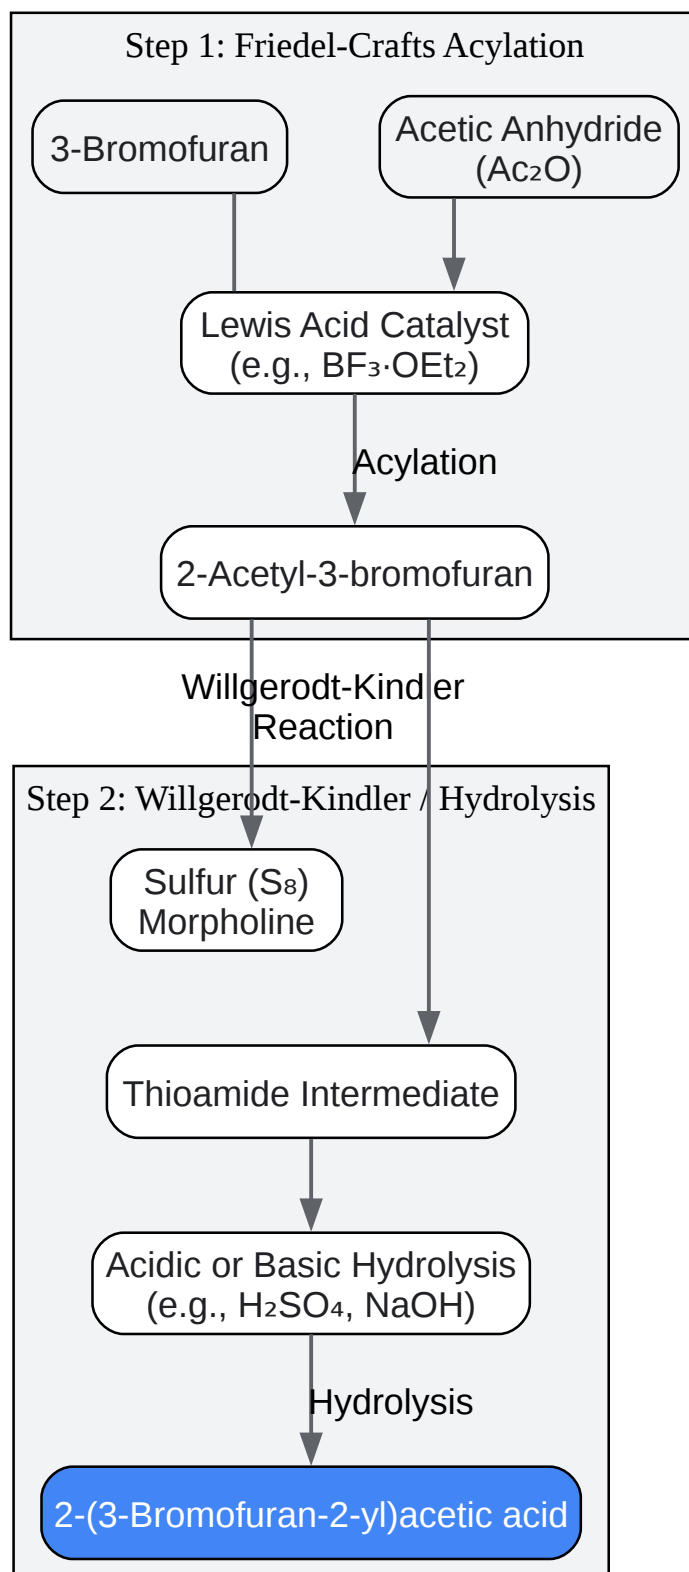 Step 1: Friedel-Crafts Acylation
3-Bromofuran
Acetic Anhydride
(Ac₂O)
Lewis Acid Catalyst
(e.g., BF₃·OEt₂)
Acylation
2-Acetyl-3-bromofuran
Willgerodt-Kindler
Reaction
Step 2: Willgerodt-Kindler / Hydrolysis
Sulfur (S₈)
Morpholine
Thioamide Intermediate
Acidic or Basic Hydrolysis
(e.g., H₂SO₄, NaOH)
Hydrolysis
2-(3-Bromofuran-2-yl)acetic acid